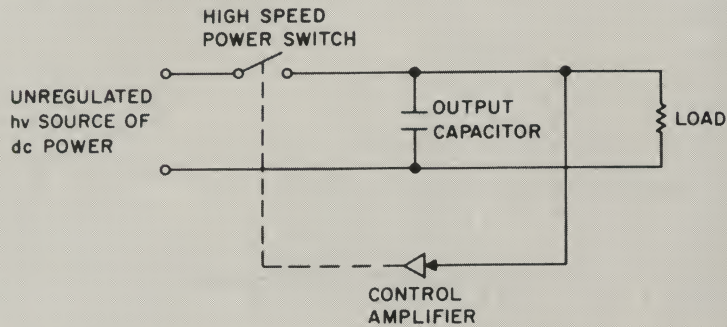 HIGH SPEED
POWER SWITCH
UNREGULATED
hv SOURCE OF
dc POWER
OUTPUT
CAPACITOR
LOAD
CONTROL
AMPLIFIER